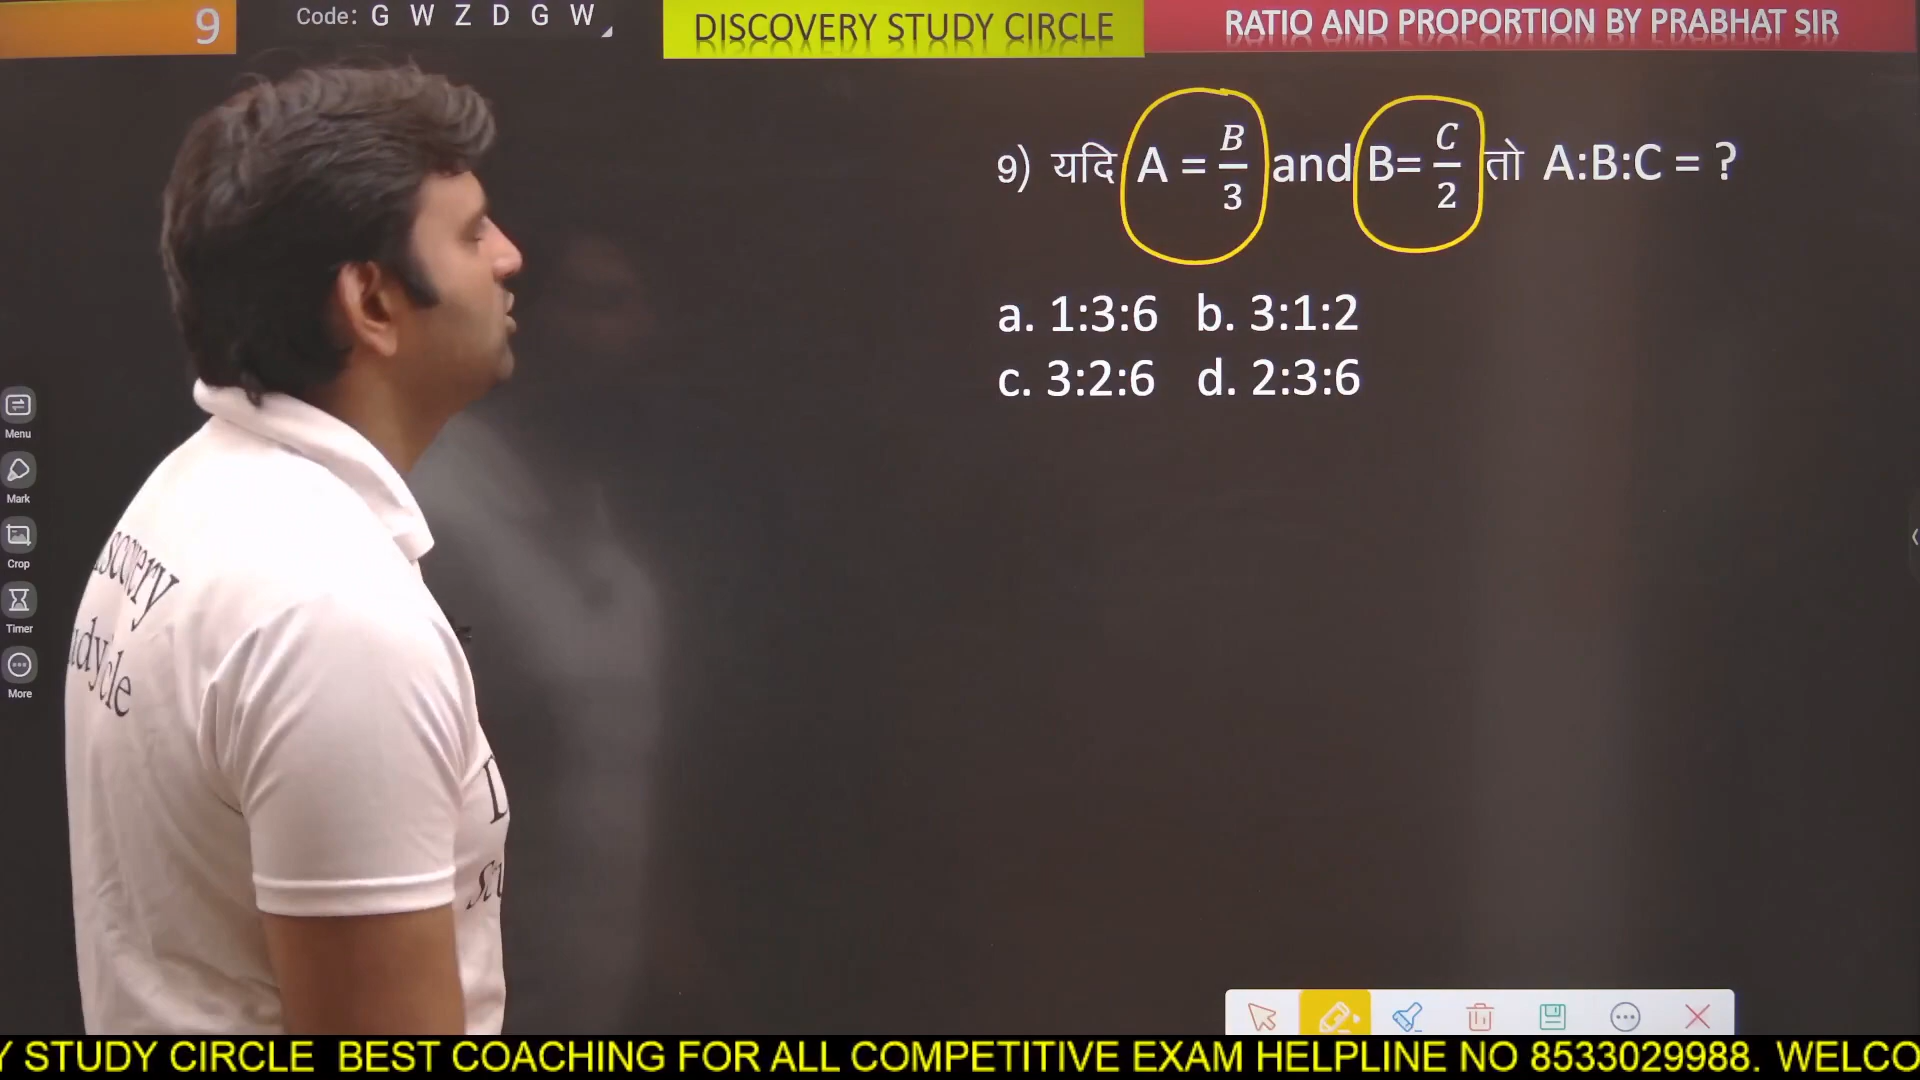 9
Code: G W Z D G W
DISCOVERY STUDY CIRCLE
RATIO AND PROPORTION BY PRABHAT SIR
9) यदि A = B/3 and B= C/2 तो A:B:C = ?
a. 1:3:6 b. 3:1:2
c. 3:2:6 d. 2:3:6
Menu
Mark
Crop
Timer
More
Y STUDY CIRCLE BEST COACHING FOR ALL COMPETITIVE EXAM HELPLINE NO 8533029988. WELCO